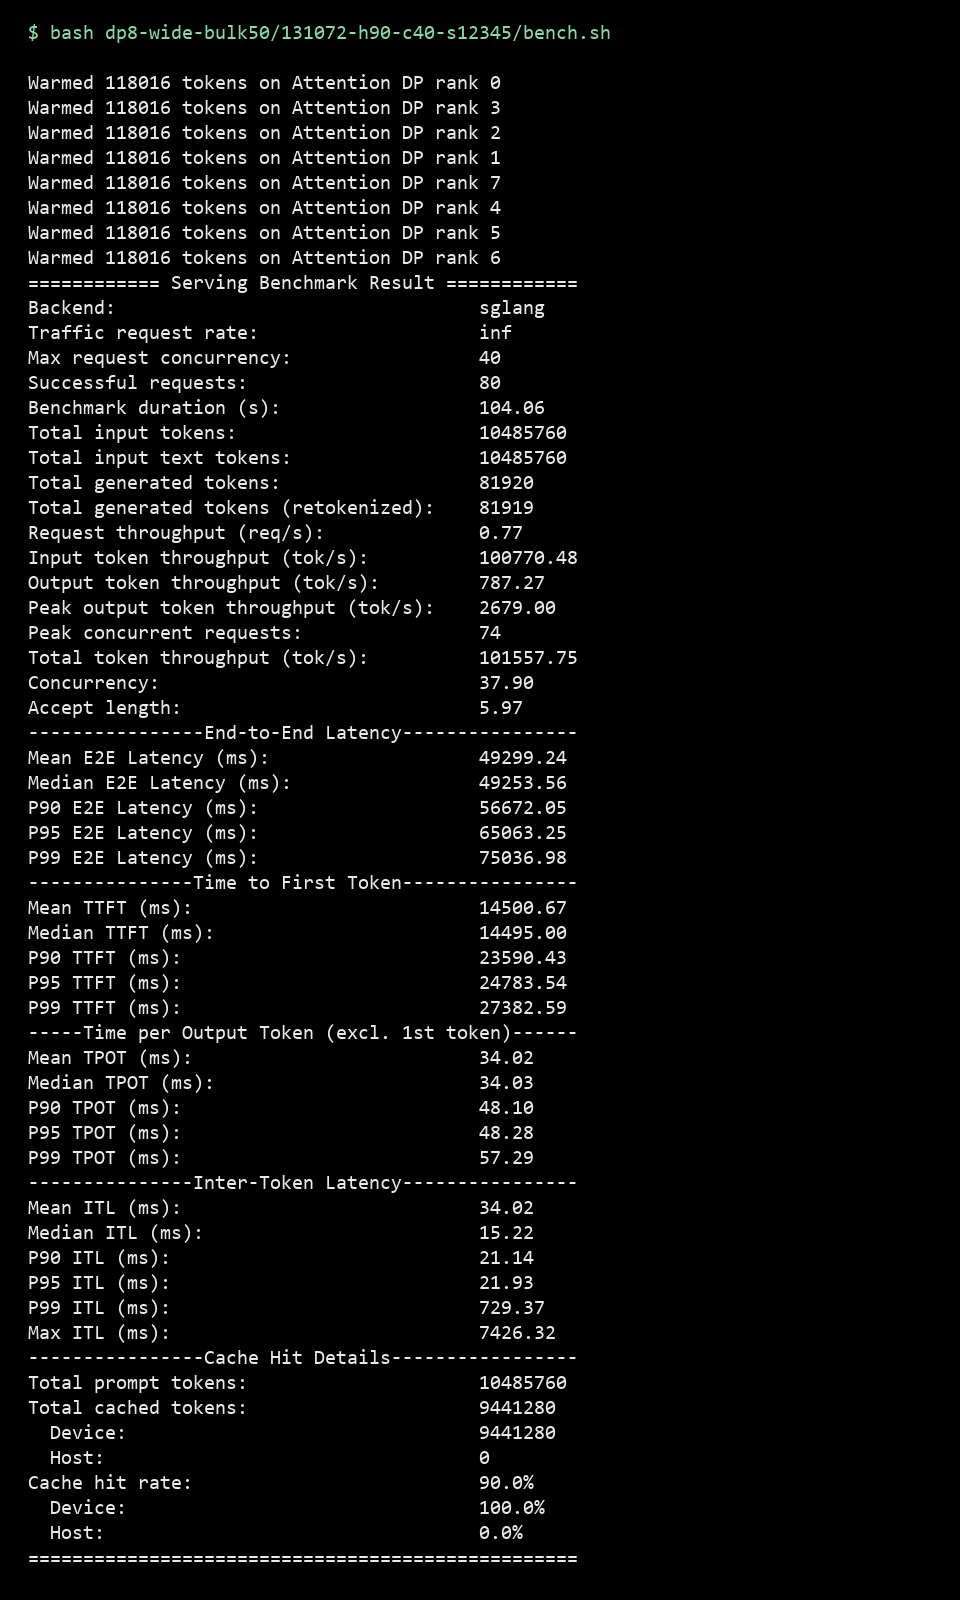 $ bash dp8-wide-bulk50/131072-h90-c40-s12345/bench.sh
Warmed 118016 tokens on Attention DP rank 0
Warmed 118016 tokens on Attention DP rank 3
Warmed 118016 tokens on Attention DP rank 2
Warmed 118016 tokens on Attention DP rank 1
Warmed 118016 tokens on Attention DP rank 7
Warmed 118016 tokens on Attention DP rank 4
Warmed 118016 tokens on Attention DP rank 5
Warmed 118016 tokens on Attention DP rank 6
============ Serving Benchmark Result ============
Backend:                                 sglang
Traffic request rate:                    inf
Max request concurrency:                 40
Successful requests:                     80
Benchmark duration (s):                  104.06
Total input tokens:                      10485760
Total input text tokens:                 10485760
Total generated tokens:                  81920
Total generated tokens (retokenized):    81919
Request throughput (req/s):              0.77
Input token throughput (tok/s):          100770.48
Output token throughput (tok/s):         787.27
Peak output token throughput (tok/s):    2679.00
Peak concurrent requests:                74
Total token throughput (tok/s):          101557.75
Concurrency:                             37.90
Accept length:                           5.97
----------------End-to-End Latency----------------
Mean E2E Latency (ms):                   49299.24
Median E2E Latency (ms):                 49253.56
P90 E2E Latency (ms):                    56672.05
P95 E2E Latency (ms):                    65063.25
P99 E2E Latency (ms):                    75036.98
---------------Time to First Token----------------
Mean TTFT (ms):                          14500.67
Median TTFT (ms):                        14495.00
P90 TTFT (ms):                           23590.43
P95 TTFT (ms):                           24783.54
P99 TTFT (ms):                           27382.59
-----Time per Output Token (excl. 1st token)------
Mean TPOT (ms):                          34.02
Median TPOT (ms):                        34.03
P90 TPOT (ms):                           48.10
P95 TPOT (ms):                           48.28
P99 TPOT (ms):                           57.29
---------------Inter-Token Latency----------------
Mean ITL (ms):                           34.02
Median ITL (ms):                         15.22
P90 ITL (ms):                            21.14
P95 ITL (ms):                            21.93
P99 ITL (ms):                            729.37
Max ITL (ms):                            7426.32
----------------Cache Hit Details-----------------
Total prompt tokens:                     10485760
Total cached tokens:                     9441280
  Device:                                9441280
  Host:                                  0
Cache hit rate:                          90.0%
  Device:                                100.0%
  Host:                                  0.0%
==================================================